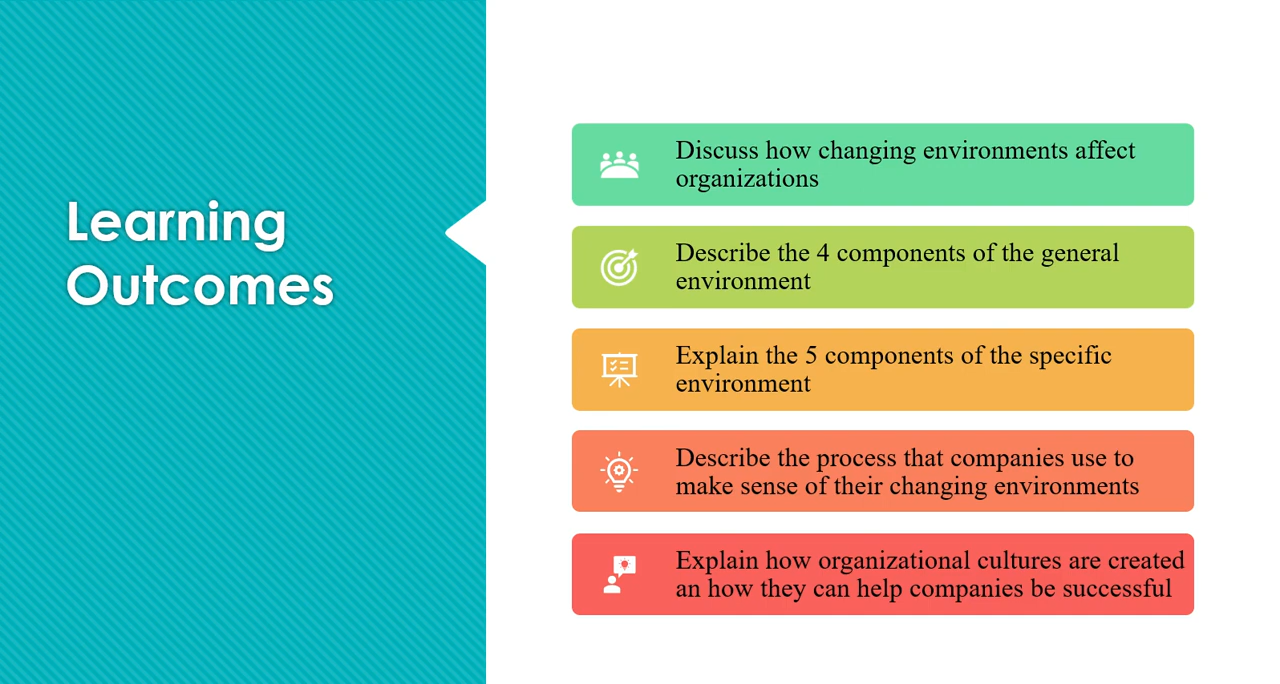 Learning
Outcomes
Discuss how changing environments affect
organizations
Describe the 4 components of the general
environment
Explain the 5 components of the specific
environment
Describe the process that companies use to
make sense of their changing environments
Explain how organizational cultures are created
an how they can help companies be successful